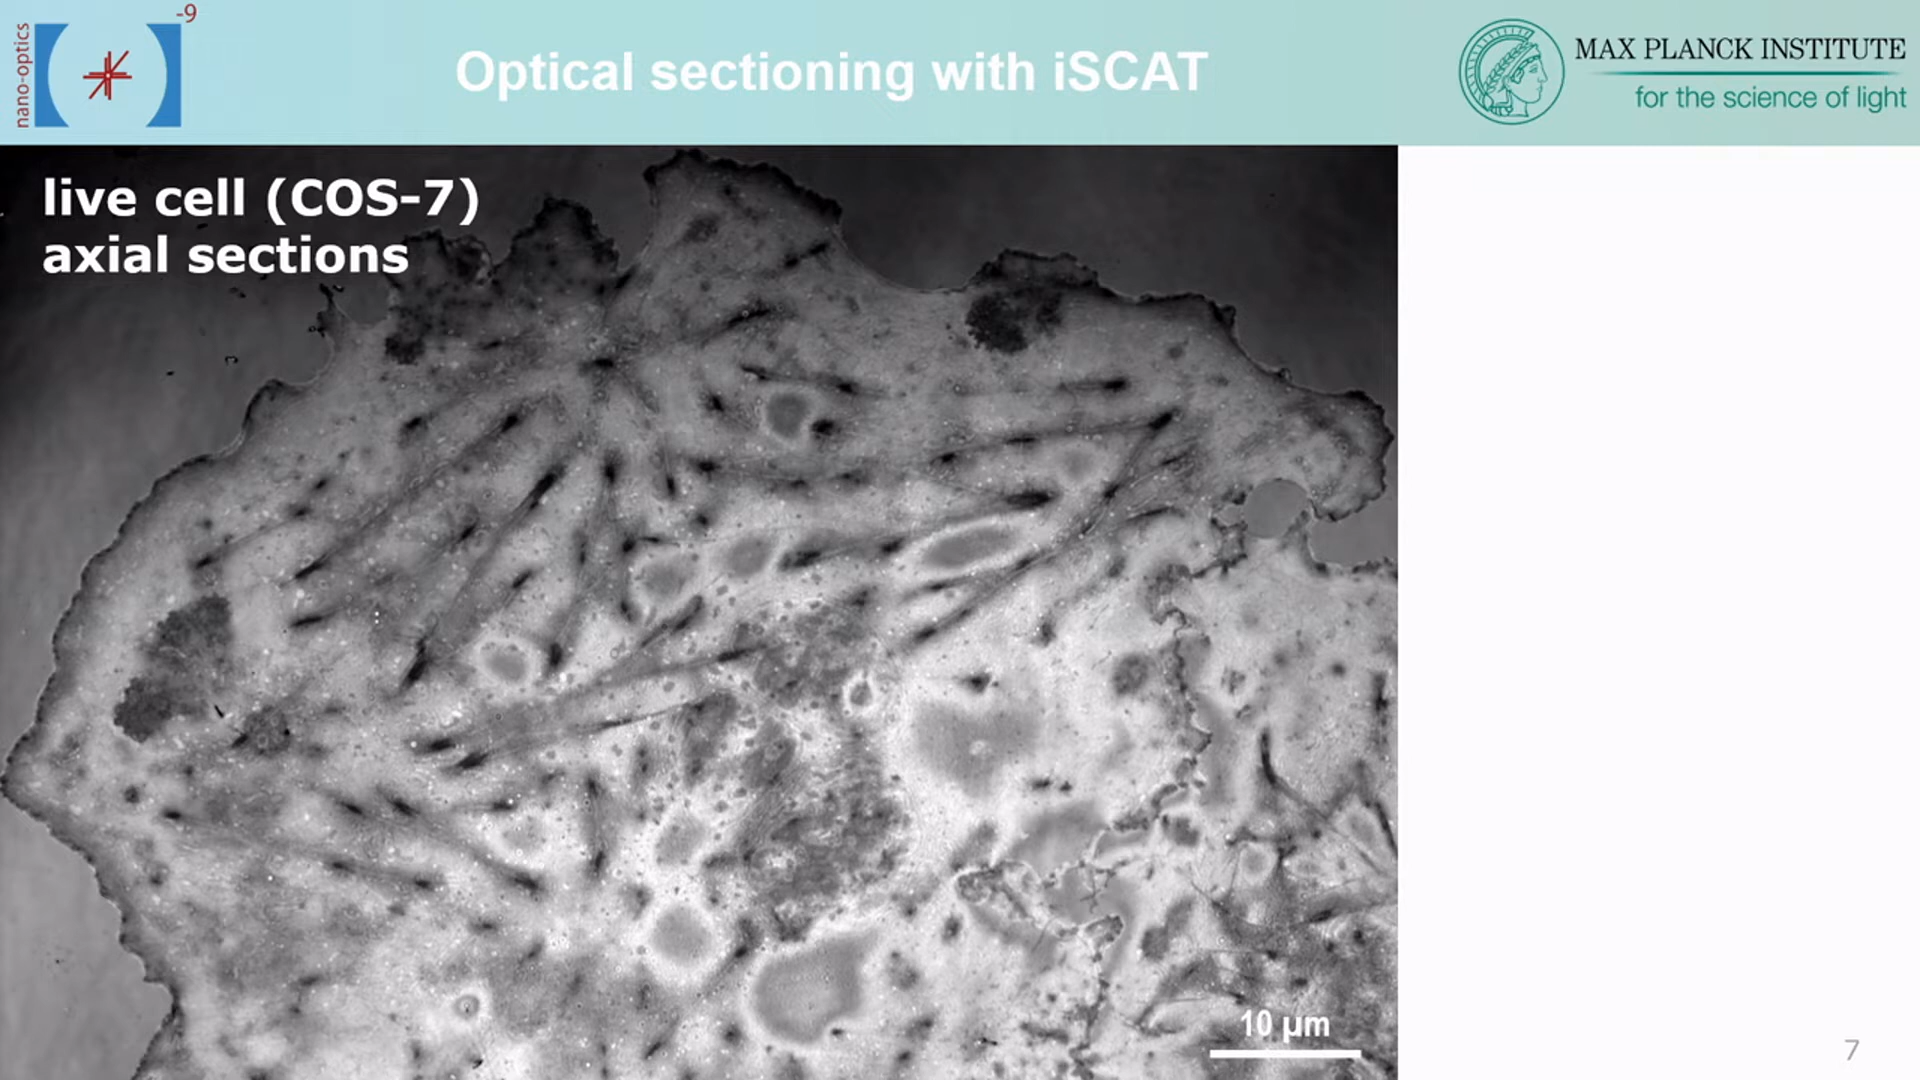 nano-optics
-9
Optical sectioning with iSCAT
MAX PLANCK INSTITUTE
for the science of light
live cell (COS-7)
axial sections
10 µm
7